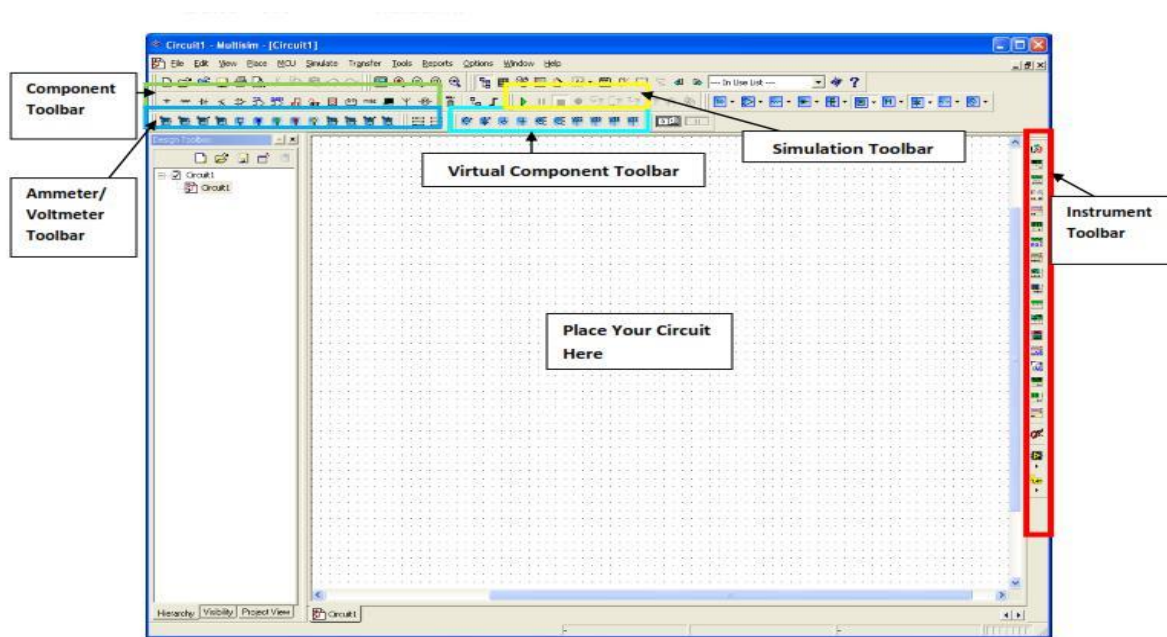 Circuit1 - Multisim - [Circuit1]
File Edit View Place MCU Simulate Transfer Tools Reports Options Window Help
--- In Use List ---
Component
Toolbar
Design Toolbox
Simulation Toolbar
Virtual Component Toolbar
Circuit1
Circuit1
Ammeter/
Voltmeter
Toolbar
Instrument
Toolbar
Place Your Circuit
Here
Hierarchy Visibility Project View
Circuit1